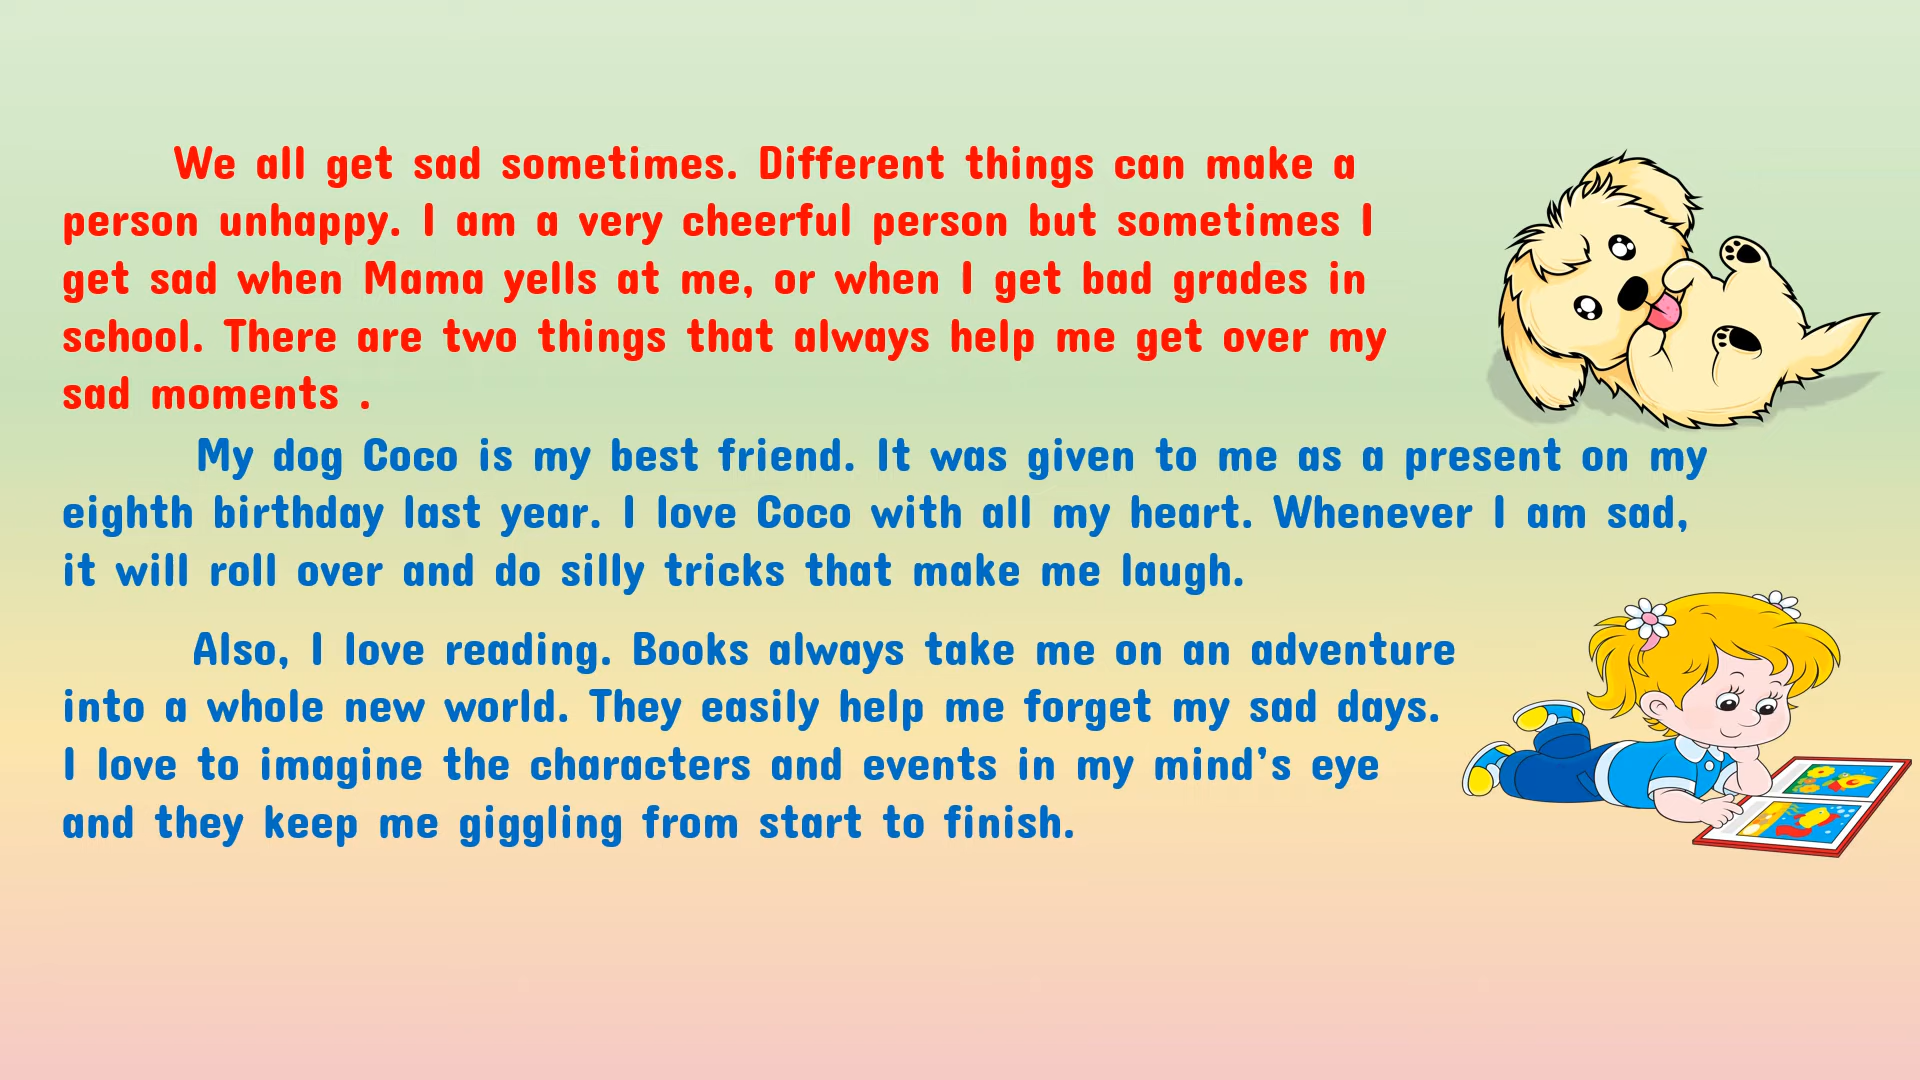 We all get sad sometimes. Different things can make a
person unhappy. I am a very cheerful person but sometimes I
get sad when Mama yells at me, or when I get bad grades in
school. There are two things that always help me get over my
sad moments .
My dog Coco is my best friend. It was given to me as a present on my
eighth birthday last year. I love Coco with all my heart. Whenever I am sad,
it will roll over and do silly tricks that make me laugh.
Also, I love reading. Books always take me on an adventure
into a whole new world. They easily help me forget my sad days.
I love to imagine the characters and events in my mind’s eye
and they keep me giggling from start to finish.